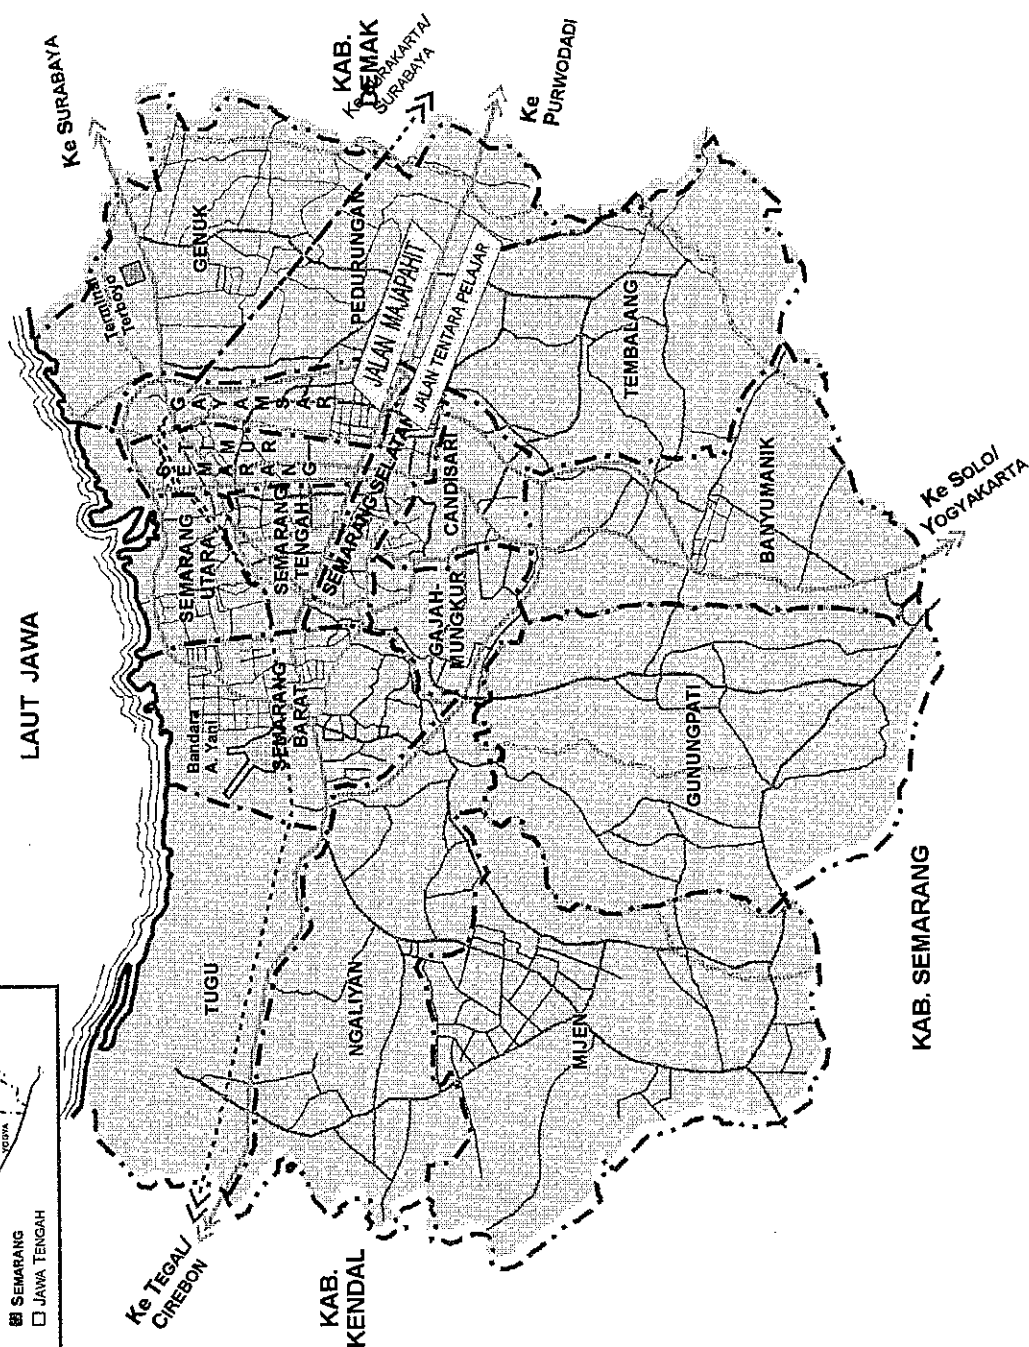 LAUT JAWA
Ke SURABAYA
KAB.
DEMAK
Ke SURAKARTA/
SURABAYA
Ke
PURWODADI
Terminal
Terboyo
GENUK
PEDURUNGAN
JALAN MAJAPAHIT
JALAN TENTARA PELAJAR
GAYAMSARI
SEMARANG
TIMUR
SEMARANG
UTARA
SEMARANG
TENGAH
SEMARANG SELATAN
CANDISARI
TEMBALANG
BANYUMANIK
Ke SOLO/
YOGYAKARTA
GAJAH-
MUNGKUR
Bandara
A. Yani
SEMARANG
BARAT
GUNUNGPATI
TUGU
NGALIYAN
MIJEN
KAB. SEMARANG
Ke TEGAL/
CIREBON
KAB.
KENDAL
YOGYA
SEMARANG
JAWA TENGAH